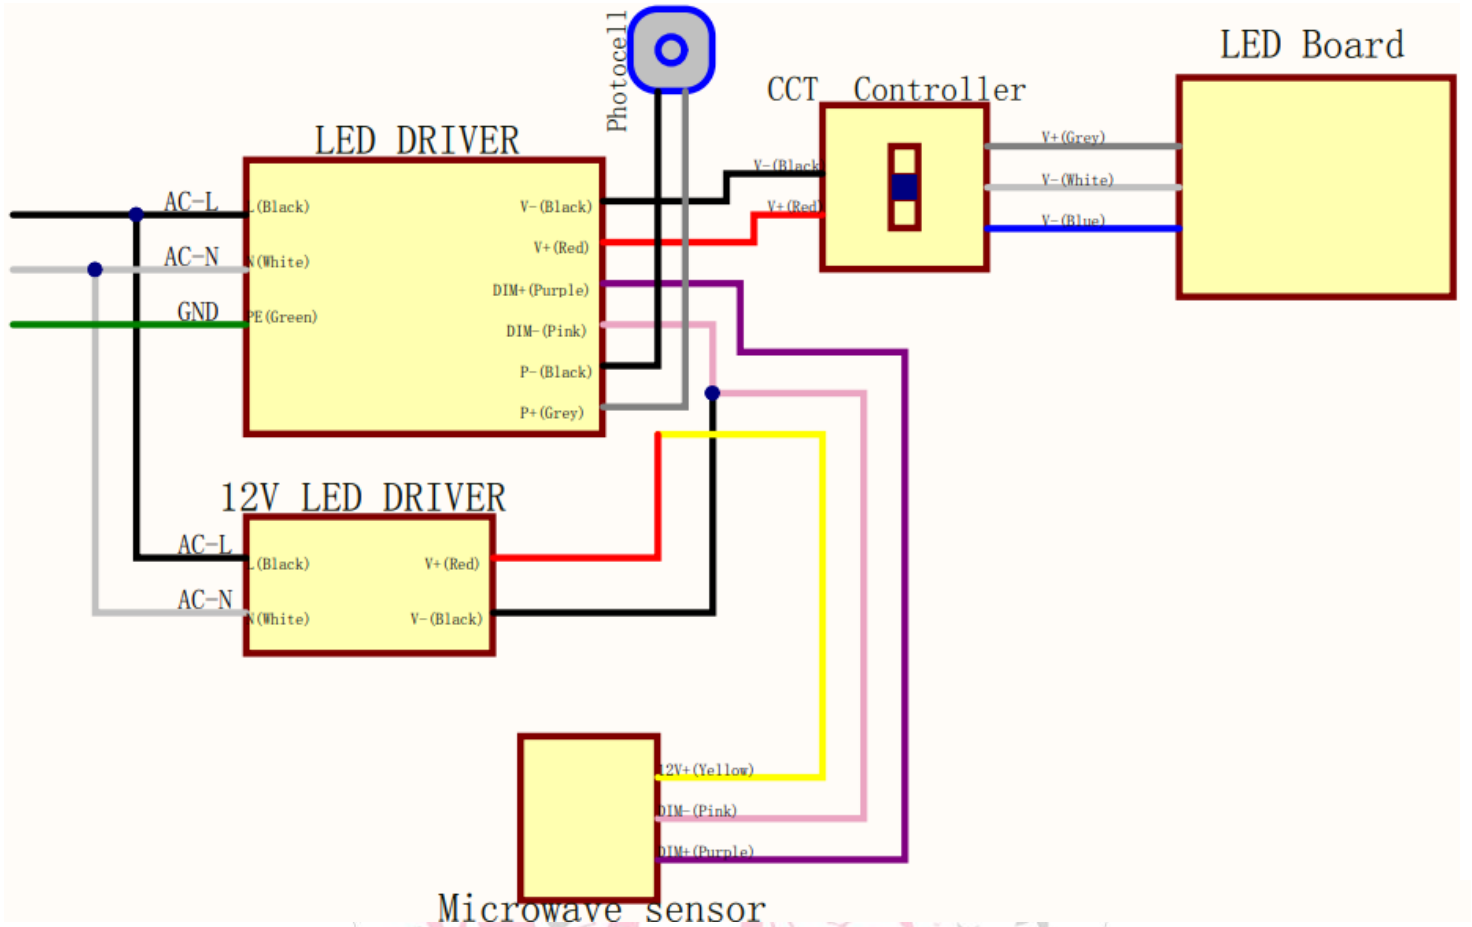 Photocell
LED Board
CCT Controller
LED DRIVER
V+(Grey)
V-(Black
AC-L
L(Black)
V-(Black)
V+(Red)
V-(White)
V-(Blue)
AC-N
N(White)
V+(Red)
DIM+(Purple)
GND
PE(Green)
DIM-(Pink)
P-(Black)
P+(Grey)
12V LED DRIVER
AC-L
L(Black)
V+(Red)
AC-N
N(White)
V-(Black)
12V+(Yellow)
DIM-(Pink)
DIM+(Purple)
Microwave sensor